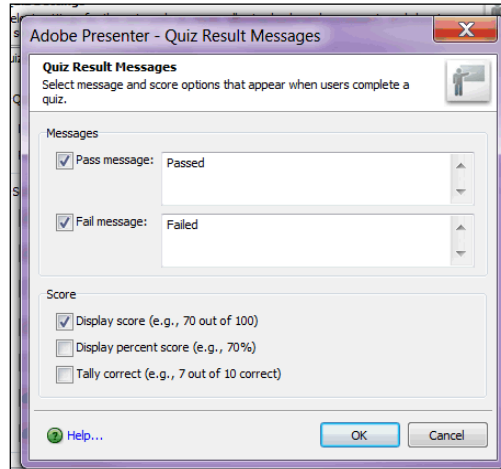 Adobe Presenter - Quiz Result Messages
Quiz Result Messages
Select message and score options that appear when users complete a
quiz.
Messages
Pass message:
Passed
Fail message:
Failed
Score
Display score (e.g., 70 out of 100)
Display percent score (e.g., 70%)
Tally correct (e.g., 7 out of 10 correct)
Help...
OK
Cancel